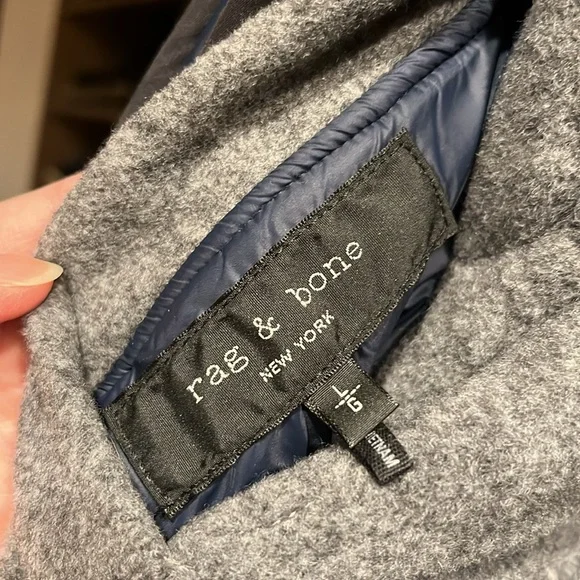 rag & bone
NEW YORK
L/G
VIETNAM